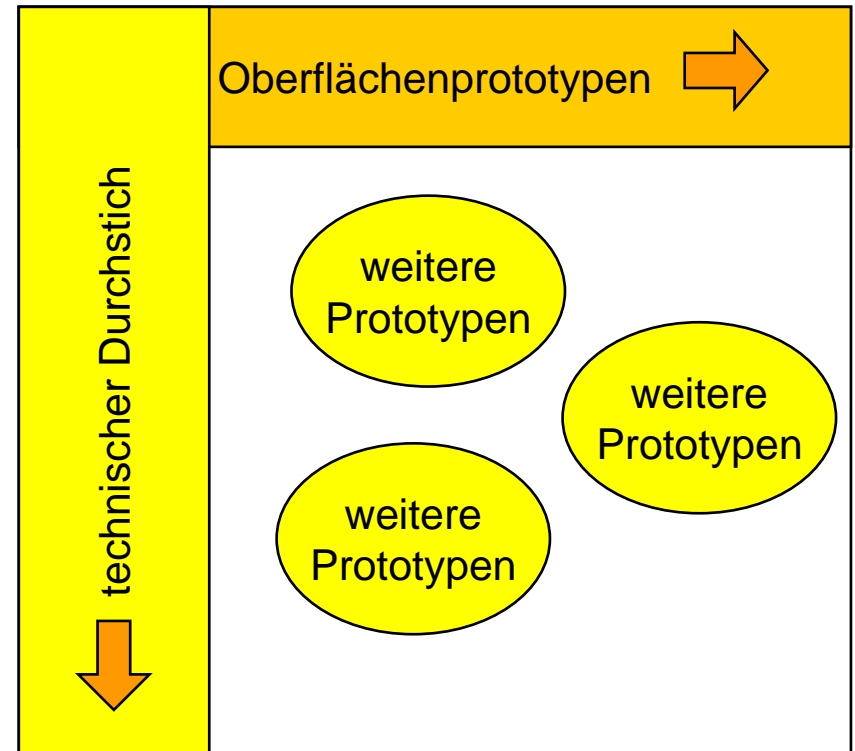 Oberflächenprototypen
technischer Durchstich
weitere
Prototypen
weitere
Prototypen
weitere
Prototypen